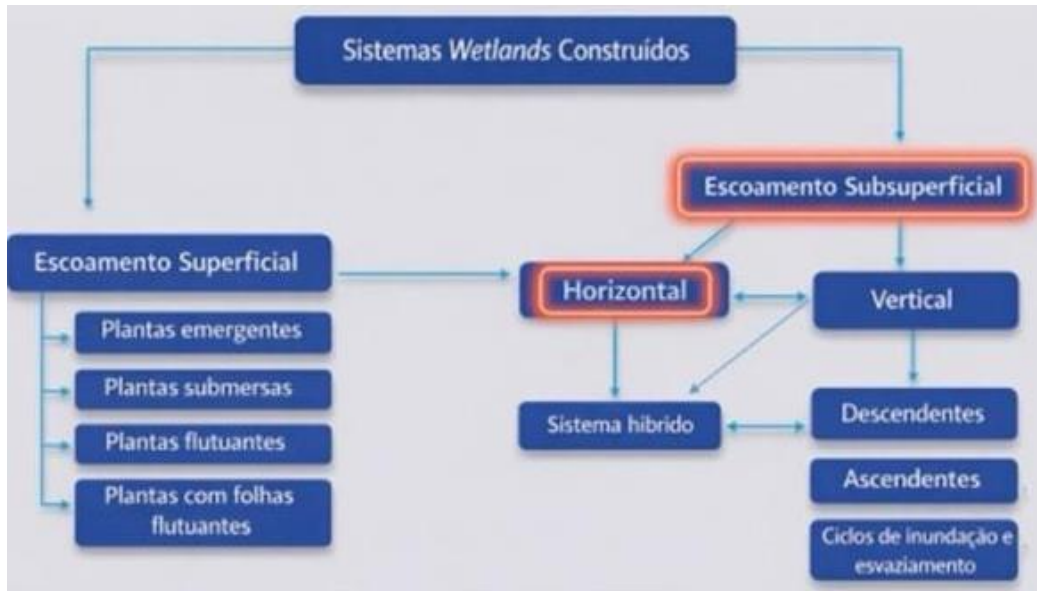 Sistemas Wetlands Construídos
Escoamento Subsuperficial
Escoamento Superficial
Horizontal
Vertical
Plantas emergentes
Plantas submersas
Plantas flutuantes
Plantas com folhas
flutuantes
Sistema híbrido
Descendentes
Ascendentes
Ciclos de inundação e
esvaziamento